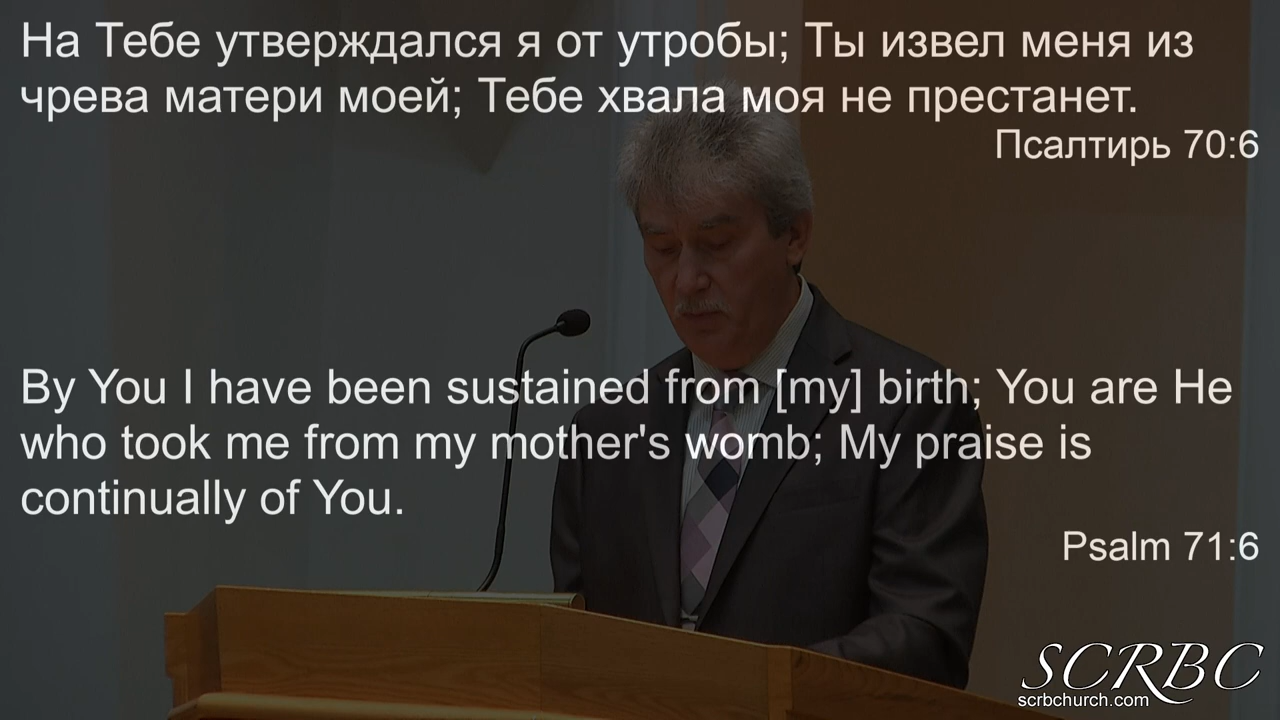 На Тебе утверждался я от утробы; Ты извел меня из
чрева матери моей; Тебе хвала моя не престанет.
Псалтирь 70:6
By You I have been sustained from [my] birth; You are He
who took me from my mother's womb; My praise is
continually of You.
Psalm 71:6
SCRBC
scrbchurch.com